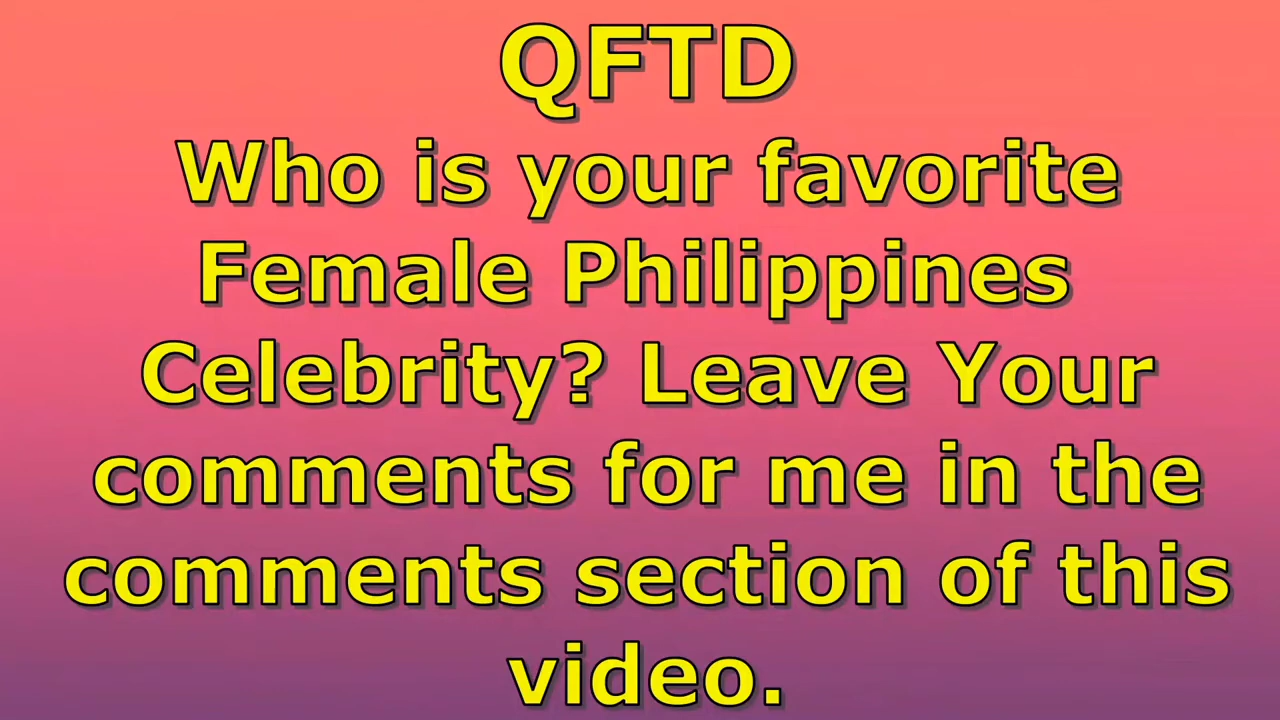 QFTD
Who is your favorite
Female Philippines
Celebrity? Leave Your
comments for me in the
comments section of this
video.